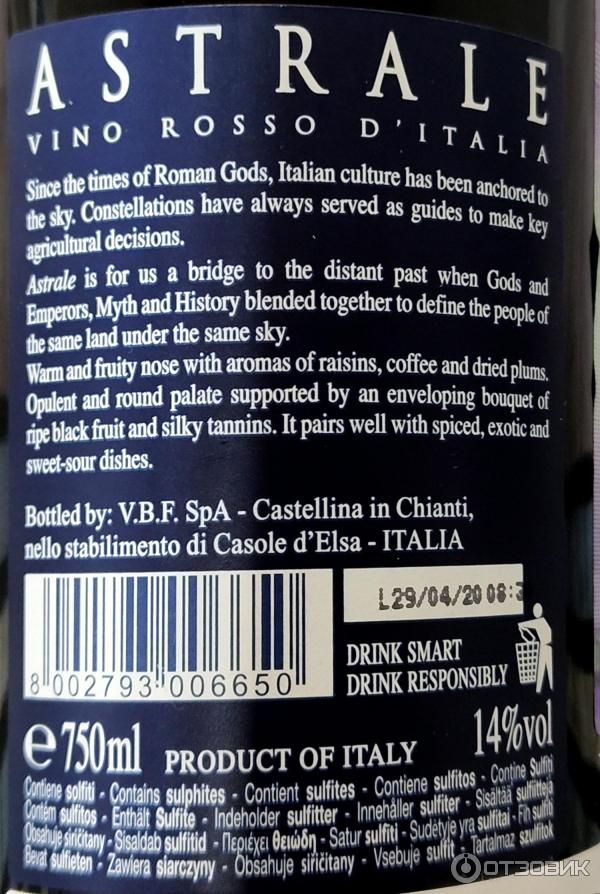 ASTRALE
VINO ROSSO D'ITALIA
Since the times of Roman Gods, Italian culture has been anchored to
the sky. Constellations have always served as guides to make key
agricultural decisions.
Astrale is for us a bridge to the distant past when Gods and
Emperors, Myth and History blended together to define the people of
the same land under the same sky.
Warm and fruity nose with aromas of raisins, coffee and dried plums.
Opulent and round palate supported by an enveloping bouquet of
ripe black fruit and silky tannins. It pairs well with spiced, exotic and
sweet-sour dishes.
Bottled by: V.B.F. SpA - Castellina in Chianti,
nello stabilimento di Casole d'Elsa - ITALIA
L29/04/20 08:3
DRINK SMART
DRINK RESPONSIBLY
8 002793 006650
e 750ml PRODUCT OF ITALY 14%vol
Contiene solfiti - Contains sulphites - Contient sulfites - Contiene sulfitos - Contine Sulfiti
Contém sulfitos - Enthält Sulfite - Indeholder sulfitter - Innehåller sulfiter - Sisältää sulfiitteja
Obsahuje siričitany - Sisaldab sulfitid - Περιέχει θειώδη - Satur sulfiti - Sudėtyje yra sulfitai - Fih sulfiti
Bevat sulfieten - Zawiera siarczyny - Obsahuje siřičitany - Vsebuje sulfit - Tartalmaz szulfitok
ОТЗОВИК